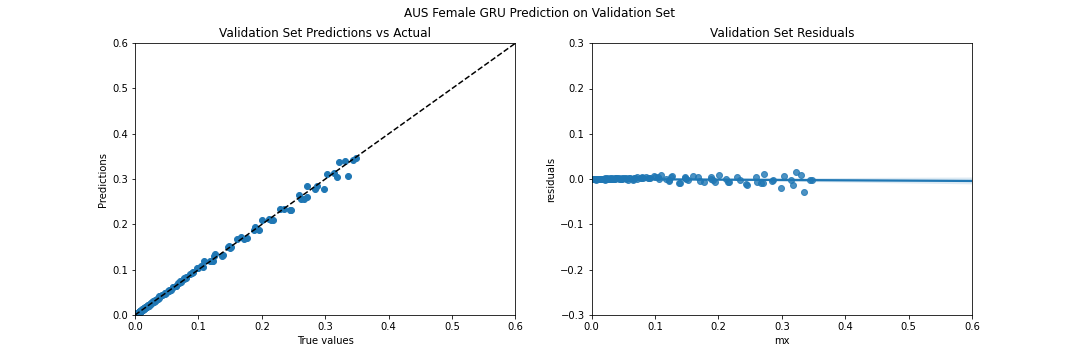 AUS Female GRU Prediction on Validation Set
Validation Set Predictions vs Actual
Predictions
0.6
0.5
0.4
0.3
0.2
0.1
0.0
0.0 0.1 0.2 0.3 0.4 0.5 0.6
True values
Validation Set Residuals
residuals
0.3
0.2
0.1
0.0
−0.1
−0.2
−0.3
0.0 0.1 0.2 0.3 0.4 0.5 0.6
mx